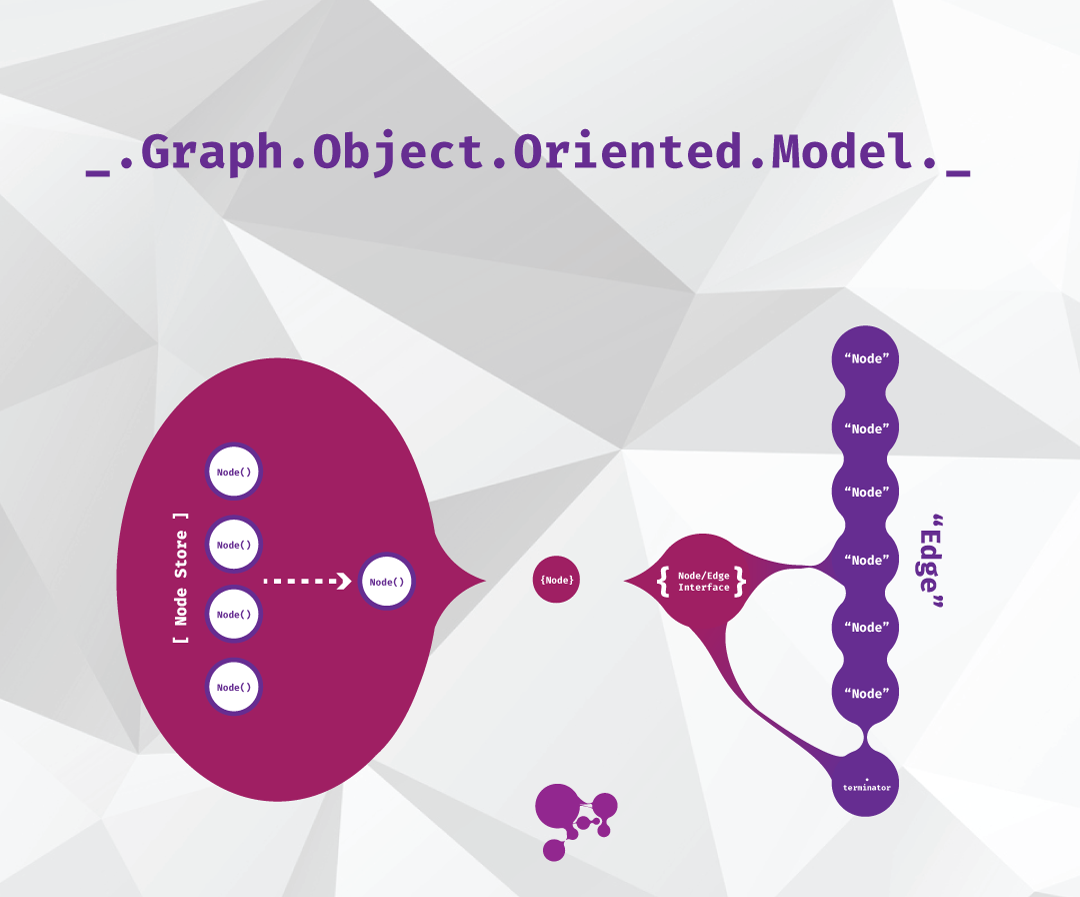 _.Graph.Object.Oriented.Model._
[ Node Store ]
Node()
Node()
Node()
Node()
Node()
{Node}
{ Node/Edge }
Interface
“Node”
“Node”
“Node”
“Node”
“Node”
“Node”
“Edge”
*
terminator